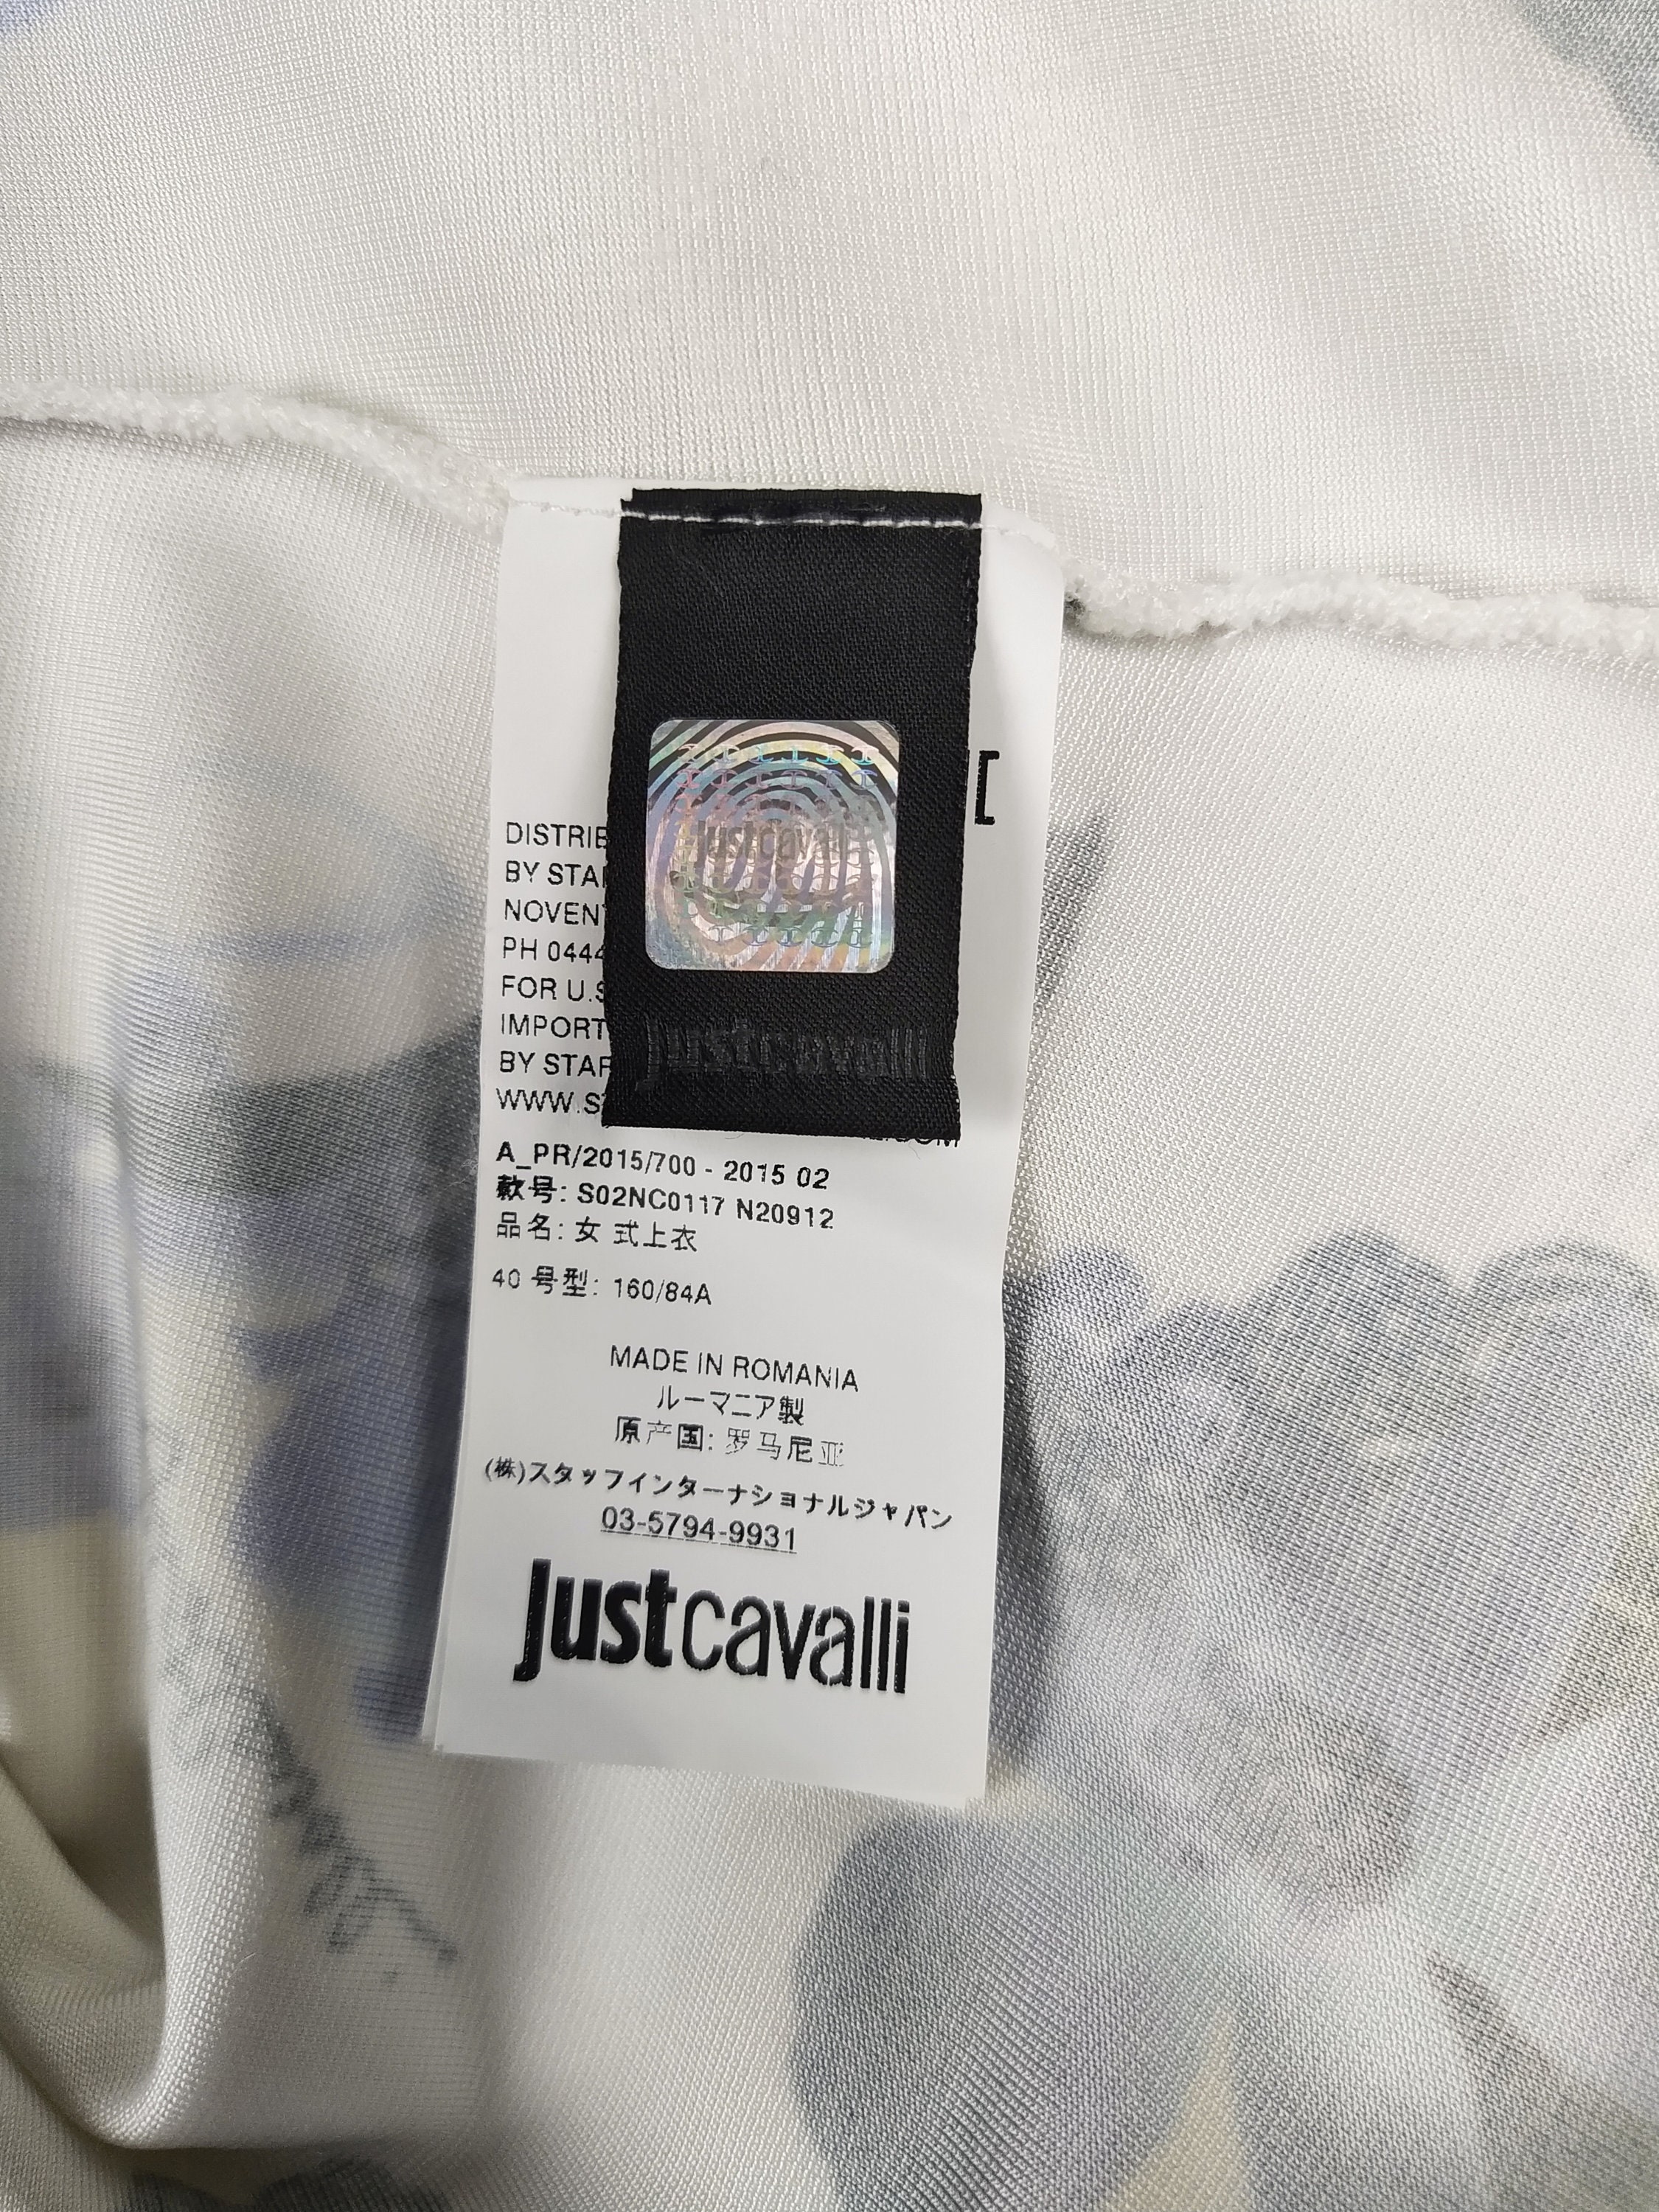 justcavalli
justcavalli
DISTRIB
BY STA
NOVEN
PH 0444
FOR U.S
IMPORT
BY STAF
WWW.S
.COM
A_PR/2015/700 - 2015 02
款号: S02NC0117 N20912
品名: 女 式上衣
40 号型: 160/84A
MADE IN ROMANIA
ルーマニア製
原产国: 罗马尼亚
(株)スタッフインターナショナルジャパン
03-5794-9931
justcavalli